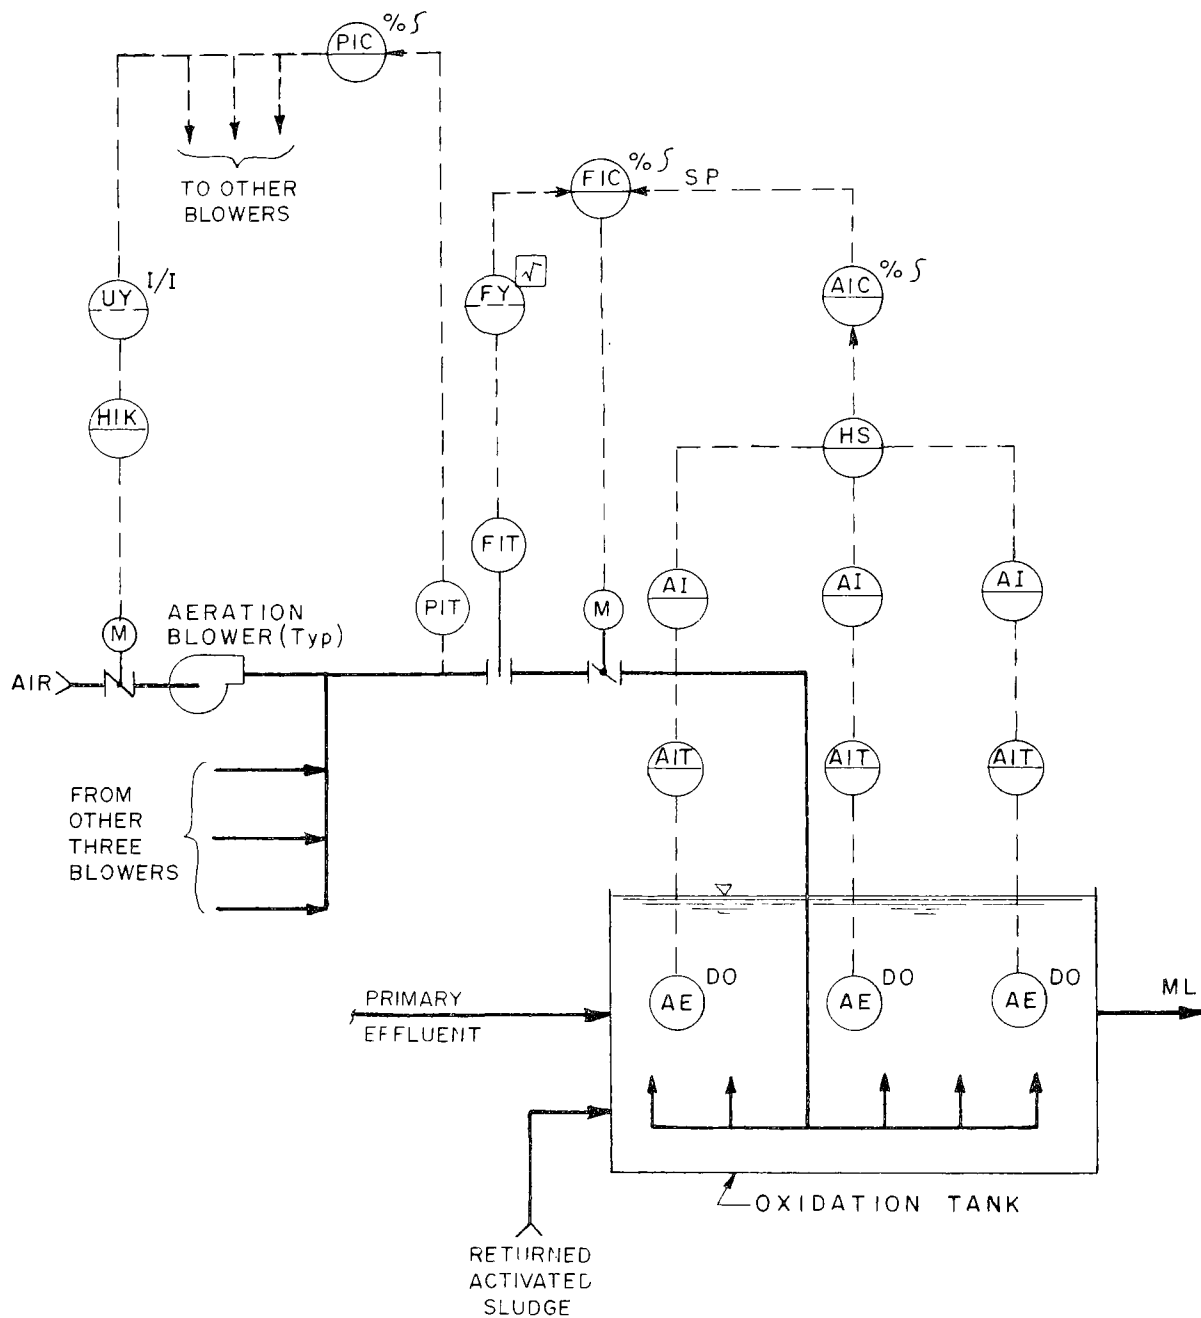 PIC
%∫
TO OTHER
BLOWERS
FIC
%∫
SP
UY
I/I
FY
√
AIC
%∫
HIK
HS
FIT
PIT
M
AI
AI
AI
M
AERATION
BLOWER (Typ)
AIR
AIT
AIT
AIT
FROM
OTHER
THREE
BLOWERS
AE
DO
AE
DO
AE
DO
PRIMARY
EFFLUENT
ML
OXIDATION TANK
RETURNED
ACTIVATED
SLUDGE